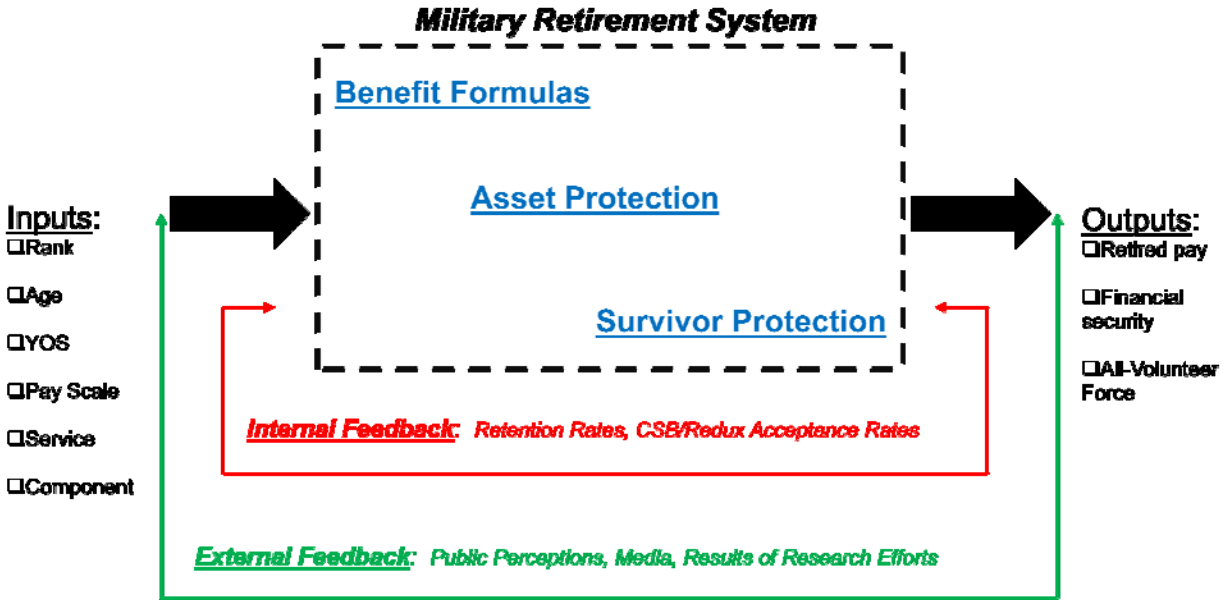 Military Retirement System
Benefit Formulas
Asset Protection
Survivor Protection
Inputs:
❑Rank
❑Age
❑YOS
❑Pay Scale
❑Service
❑Component
Outputs:
❑Retired pay
❑Financial
security
❑All-Volunteer
Force
Internal Feedback: Retention Rates, CSB/Redux Acceptance Rates
External Feedback: Public Perceptions, Media, Results of Research Efforts